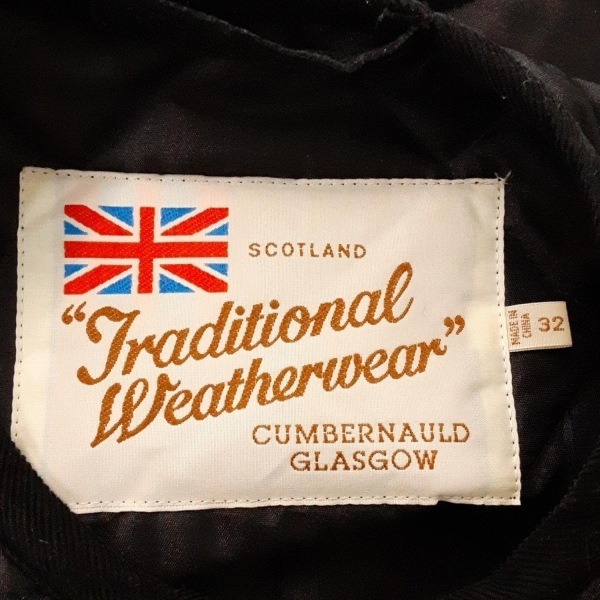 SCOTLAND
"Traditional
Weatherwear"
CUMBERNAULD
GLASGOW
MADE IN
CHINA
32